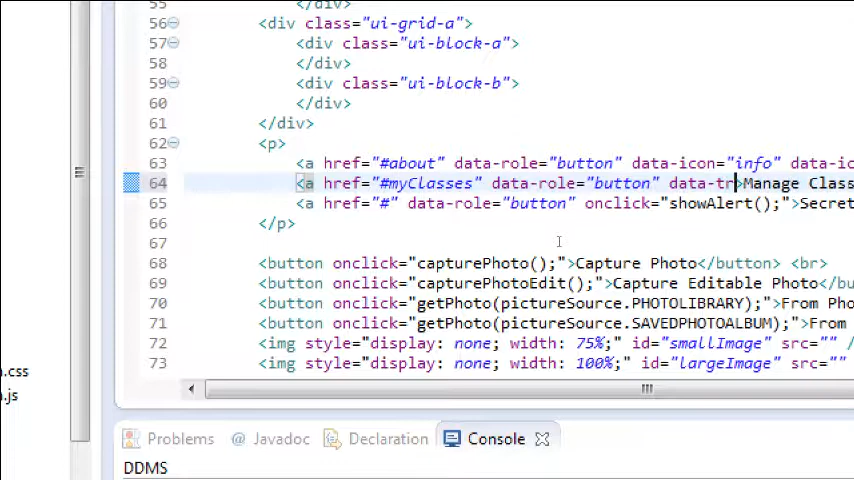 55
56 <div class="ui-grid-a">
57 <div class="ui-block-a">
58 </div>
59 <div class="ui-block-b">
60 </div>
61 </div>
62 <p>
63 <a href="#about" data-role="button" data-icon="info" data-ic
64 <a href="#myClasses" data-role="button" data-tr>Manage Class
65 <a href="#" data-role="button" onclick="showAlert();">Secret
66 </p>
67
68 <button onclick="capturePhoto();">Capture Photo</button> <br>
69 <button onclick="capturePhotoEdit();">Capture Editable Photo</bu
70 <button onclick="getPhoto(pictureSource.PHOTOLIBRARY);">From Pho
71 <button onclick="getPhoto(pictureSource.SAVEDPHOTOALBUM);">From
72 <img style="display: none; width: 75%;" id="smallImage" src="" /
73 <img style="display: none; width: 100%;" id="largeImage" src=""
.css
.js
Problems @ Javadoc Declaration Console
DDMS